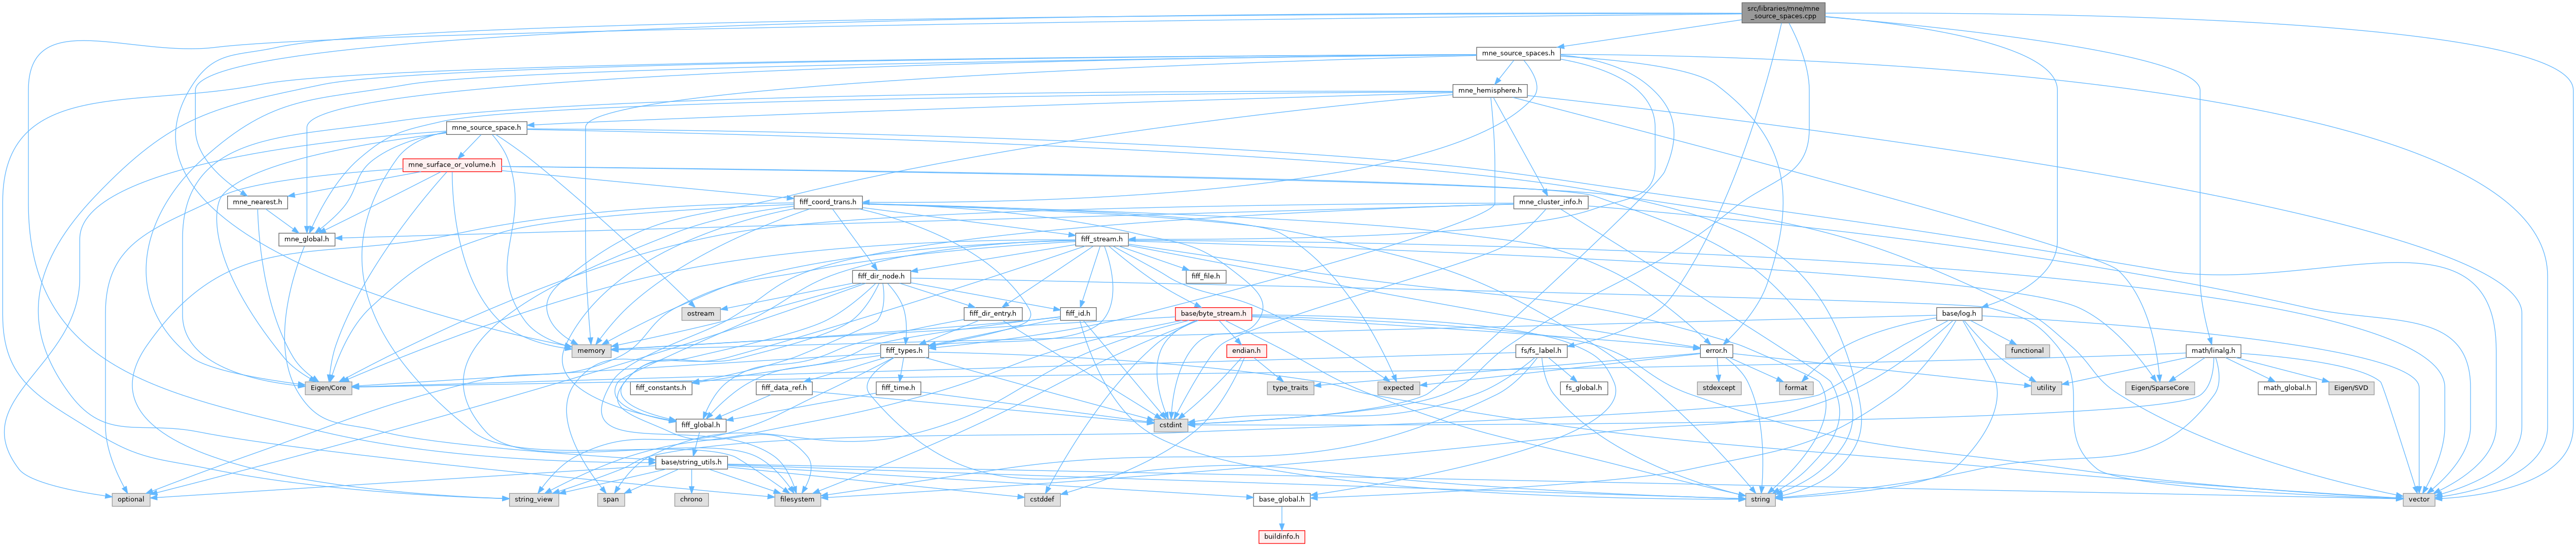 src/libraries/mne/mne
_source_spaces.cpp
mne_source_spaces.h
mne_hemisphere.h
mne_source_space.h
mne_surface_or_volume.h
mne_nearest.h
fiff_coord_trans.h
mne_cluster_info.h
mne_global.h
fiff_stream.h
fiff_dir_node.h
fiff_file.h
ostream
fiff_dir_entry.h
fiff_id.h
base/byte_stream.h
base/log.h
memory
fiff_types.h
endian.h
fs/fs_label.h
error.h
functional
math/linalg.h
Eigen/Core
fiff_constants.h
fiff_data_ref.h
fiff_time.h
type_traits
expected
fs_global.h
stdexcept
format
utility
Eigen/SparseCore
math_global.h
Eigen/SVD
fiff_global.h
cstdint
base/string_utils.h
optional
string_view
span
chrono
filesystem
cstddef
base_global.h
string
vector
buildinfo.h